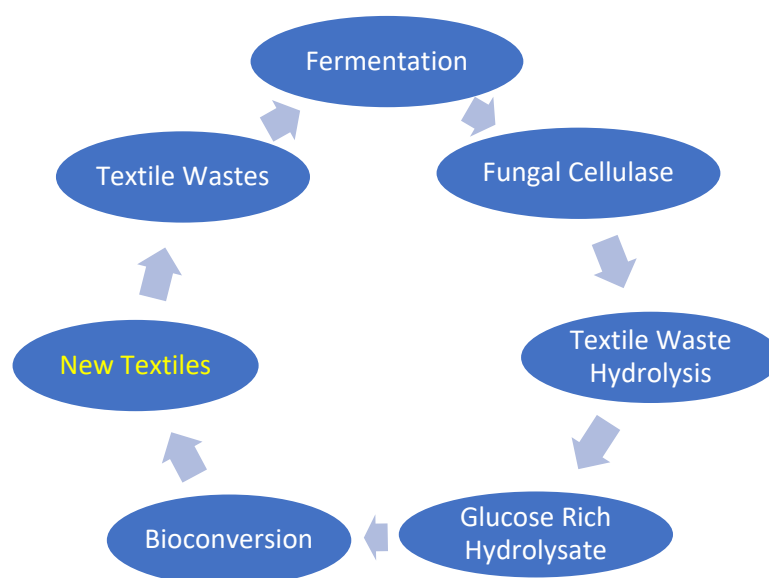 Fermentation
Fungal Cellulase
Textile Waste
Hydrolysis
Glucose Rich
Hydrolysate
Bioconversion
New Textiles
Textile Wastes